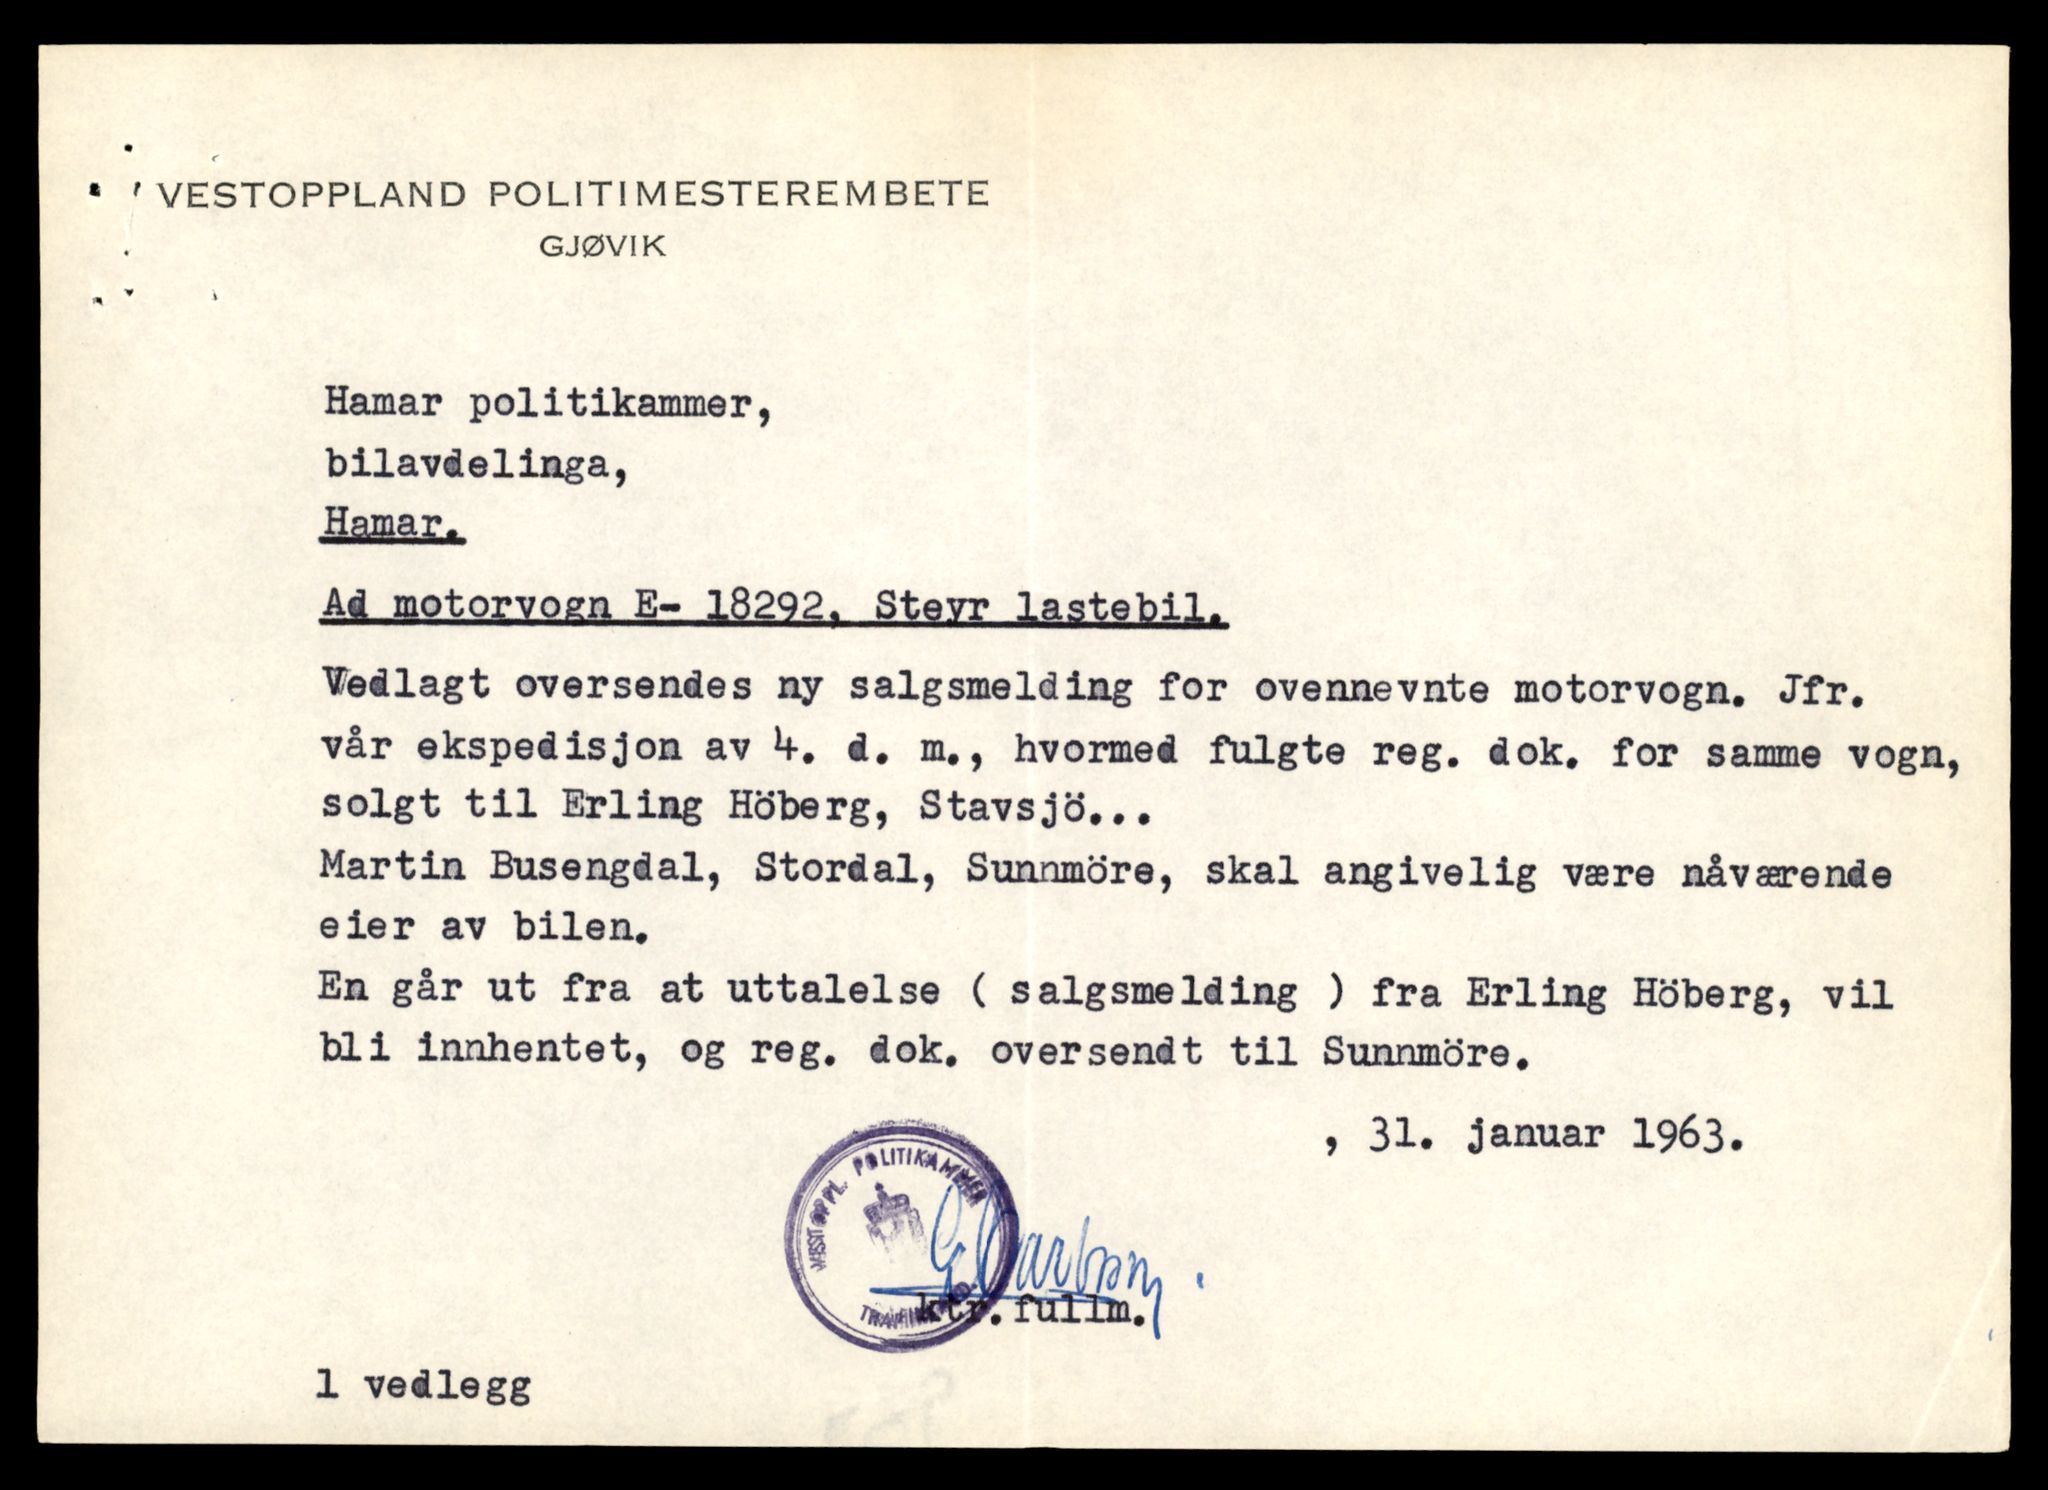 VESTOPPLAND POLITIMESTEREMBETE
GJØVIK
Hamar politikammer,
bilavdelinga,
Hamar.
Ad motorvogn E- 18292, Steyr lastebil.
Vedlagt oversendes ny salgsmelding for ovennevnte motorvogn. Jfr.
vår ekspedisjon av 4. d. m., hvormed fulgte reg. dok. for samme vogn,
solgt til Erling Höberg, Stavsjö...
Martin Busengdal, Stordal, Sunnmöre, skal angivelig være nåværende
eier av bilen.
En går ut fra at uttalelse ( salgsmelding ) fra Erling Höberg, vil
bli innhentet, og reg. dok. oversendt til Sunnmöre.
, 31. januar 1963.
POLITIKAMMER
ktr.fullm.
1 vedlegg